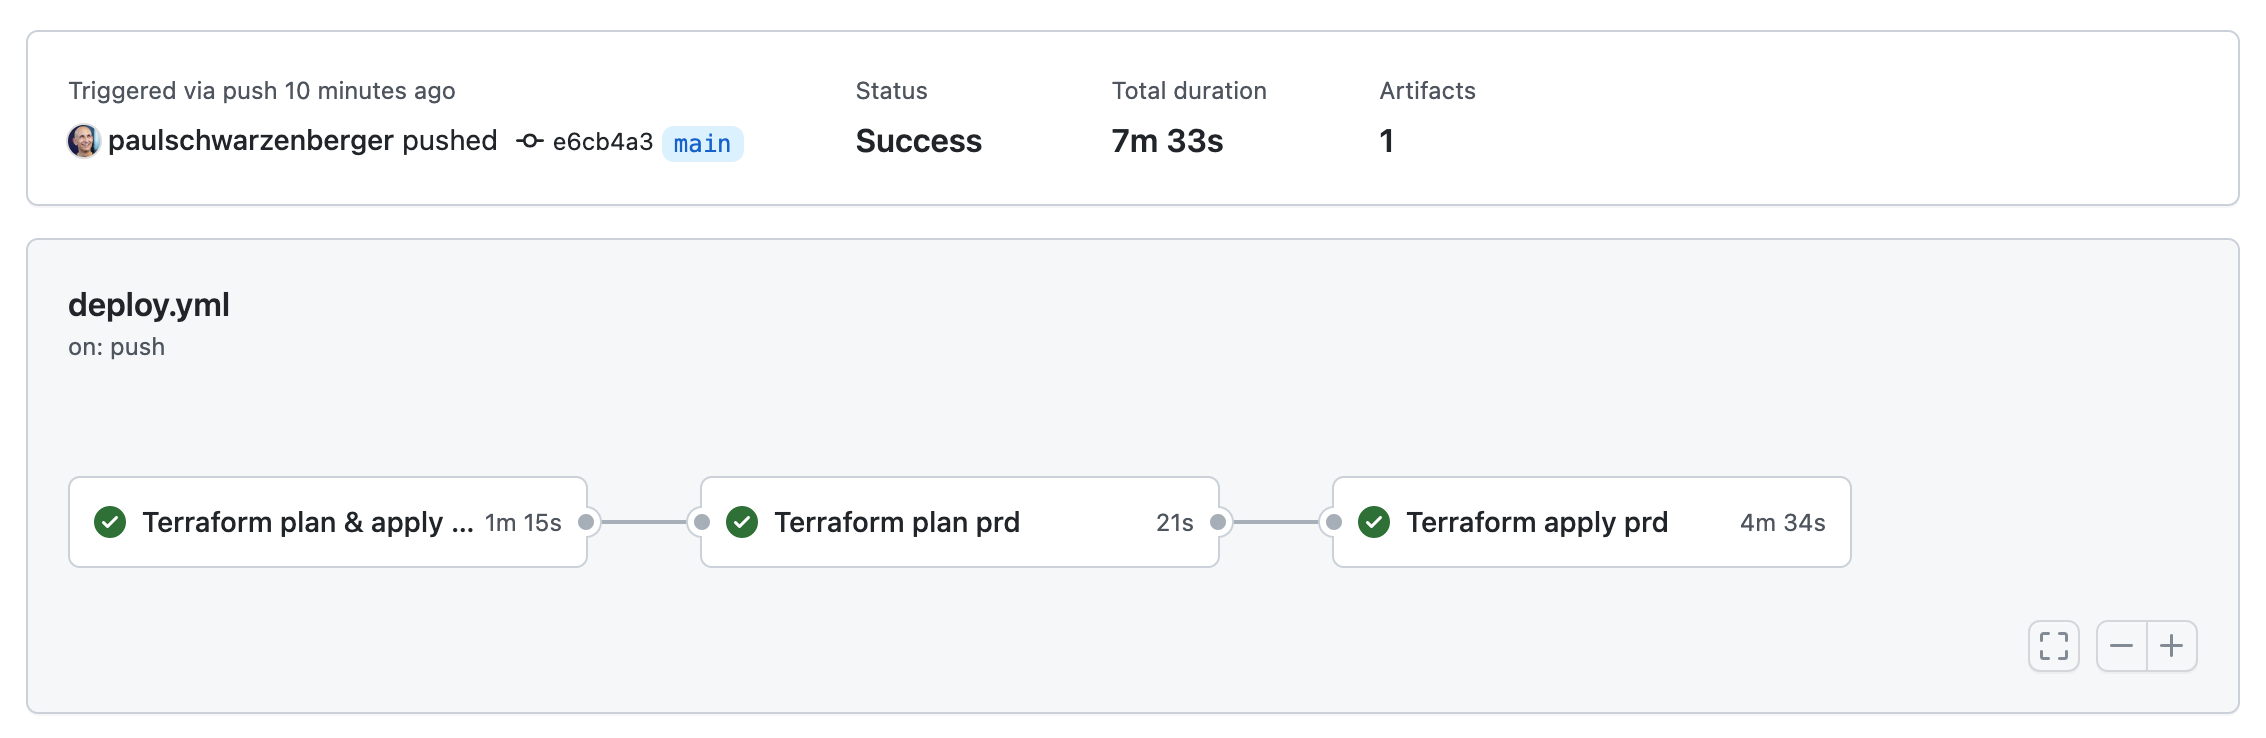 Triggered via push 10 minutes ago
paulschwarzenberger pushed e6cb4a3 main
Status
Success
Total duration
7m 33s
Artifacts
1
deploy.yml
on: push
Terraform plan & apply ... 1m 15s
Terraform plan prd 21s
Terraform apply prd 4m 34s